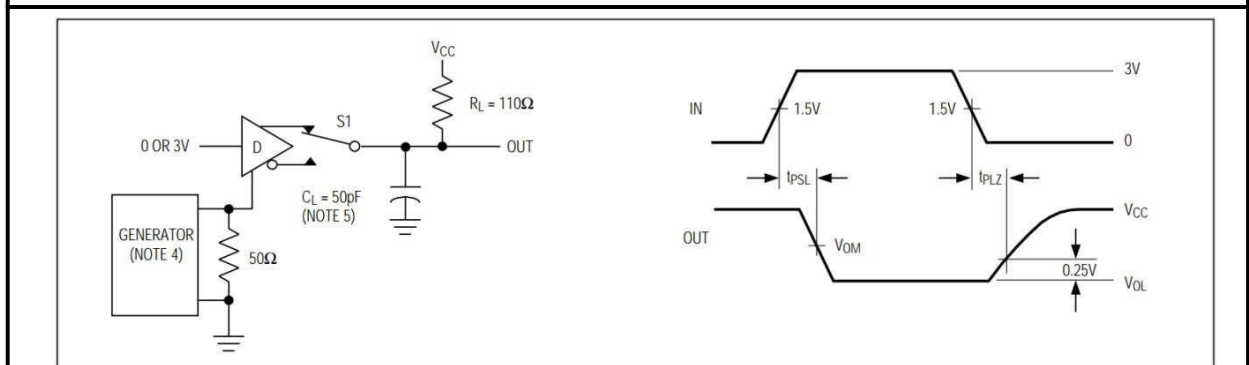 VCC
RL = 110Ω
S1
0 OR 3V
D
OUT
CL = 50pF
(NOTE 5)
GENERATOR
(NOTE 4)
50Ω
3V
IN
1.5V
1.5V
0
tPSL
tPLZ
VCC
OUT
VOM
0.25V
VOL